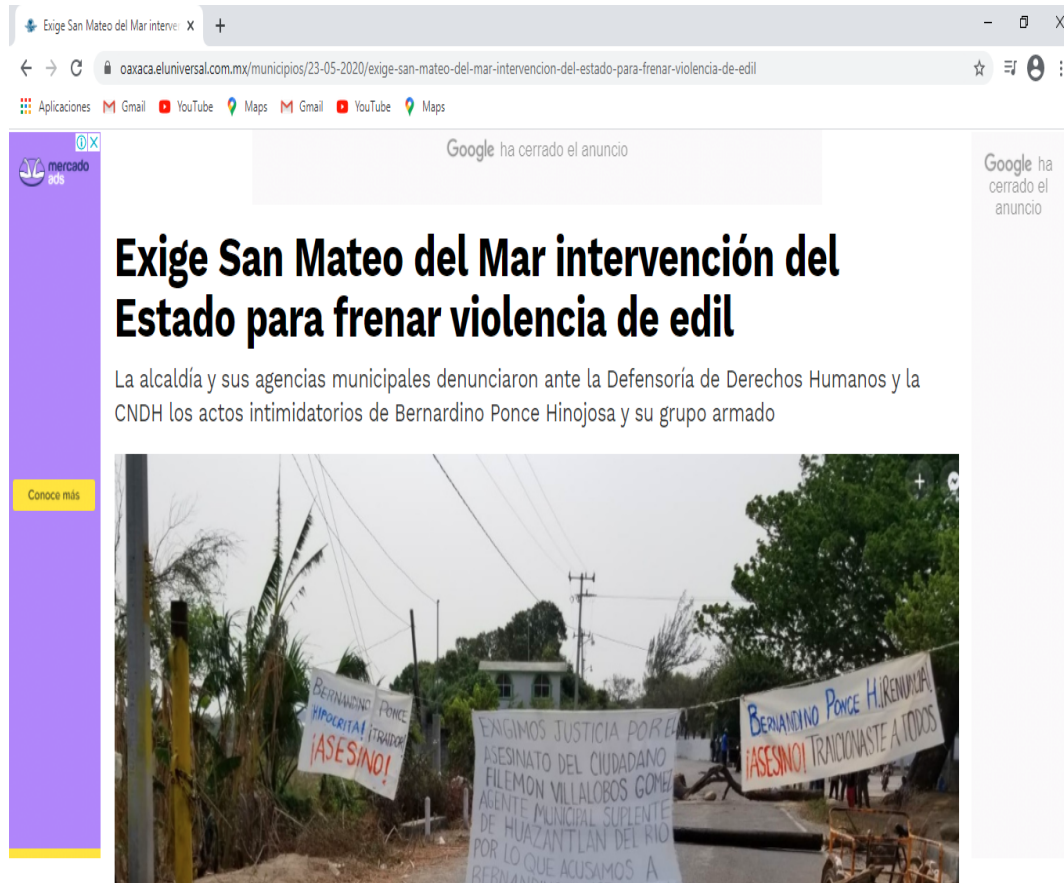 Exige San Mateo del Mar interve
oaxaca.eluniversal.com.mx/municipios/23-05-2020/exige-san-mateo-del-mar-intervencion-del-estado-para-frenar-violencia-de-edil
Aplicaciones Gmail YouTube Maps Gmail YouTube Maps
mercado
ads
Google ha cerrado el anuncio
Google ha
cerrado el
anuncio
Exige San Mateo del Mar intervención del
Estado para frenar violencia de edil
La alcaldía y sus agencias municipales denunciaron ante la Defensoría de Derechos Humanos y la
CNDH los actos intimidatorios de Bernardino Ponce Hinojosa y su grupo armado
Conoce más
BERNANDINO PONCE
HIPOCRITA! ¡TRAIDOR
¡ASESINO!
EXIGIMOS JUSTICIA POR EL
ASESINATO DEL CIUDADANO
FILEMON VILLALOBOS GOMEZ
AGENTE MUNICIPAL SUPLENTE
DE HUAZANTLAN DEL RIO
POR LO QUE ACUSAMOS A
BERNANDINO PONCE H. ¡RENUNCIA!
¡ASESINO! TRAICIONASTE A TODOS